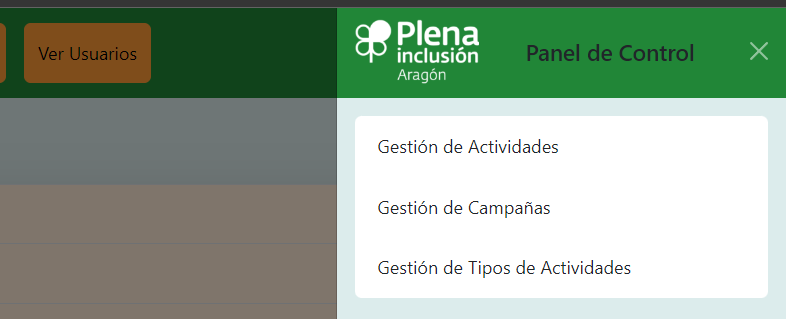 Ver Usuarios
Plena
inclusión
Aragón
Panel de Control
Gestión de Actividades
Gestión de Campañas
Gestión de Tipos de Actividades